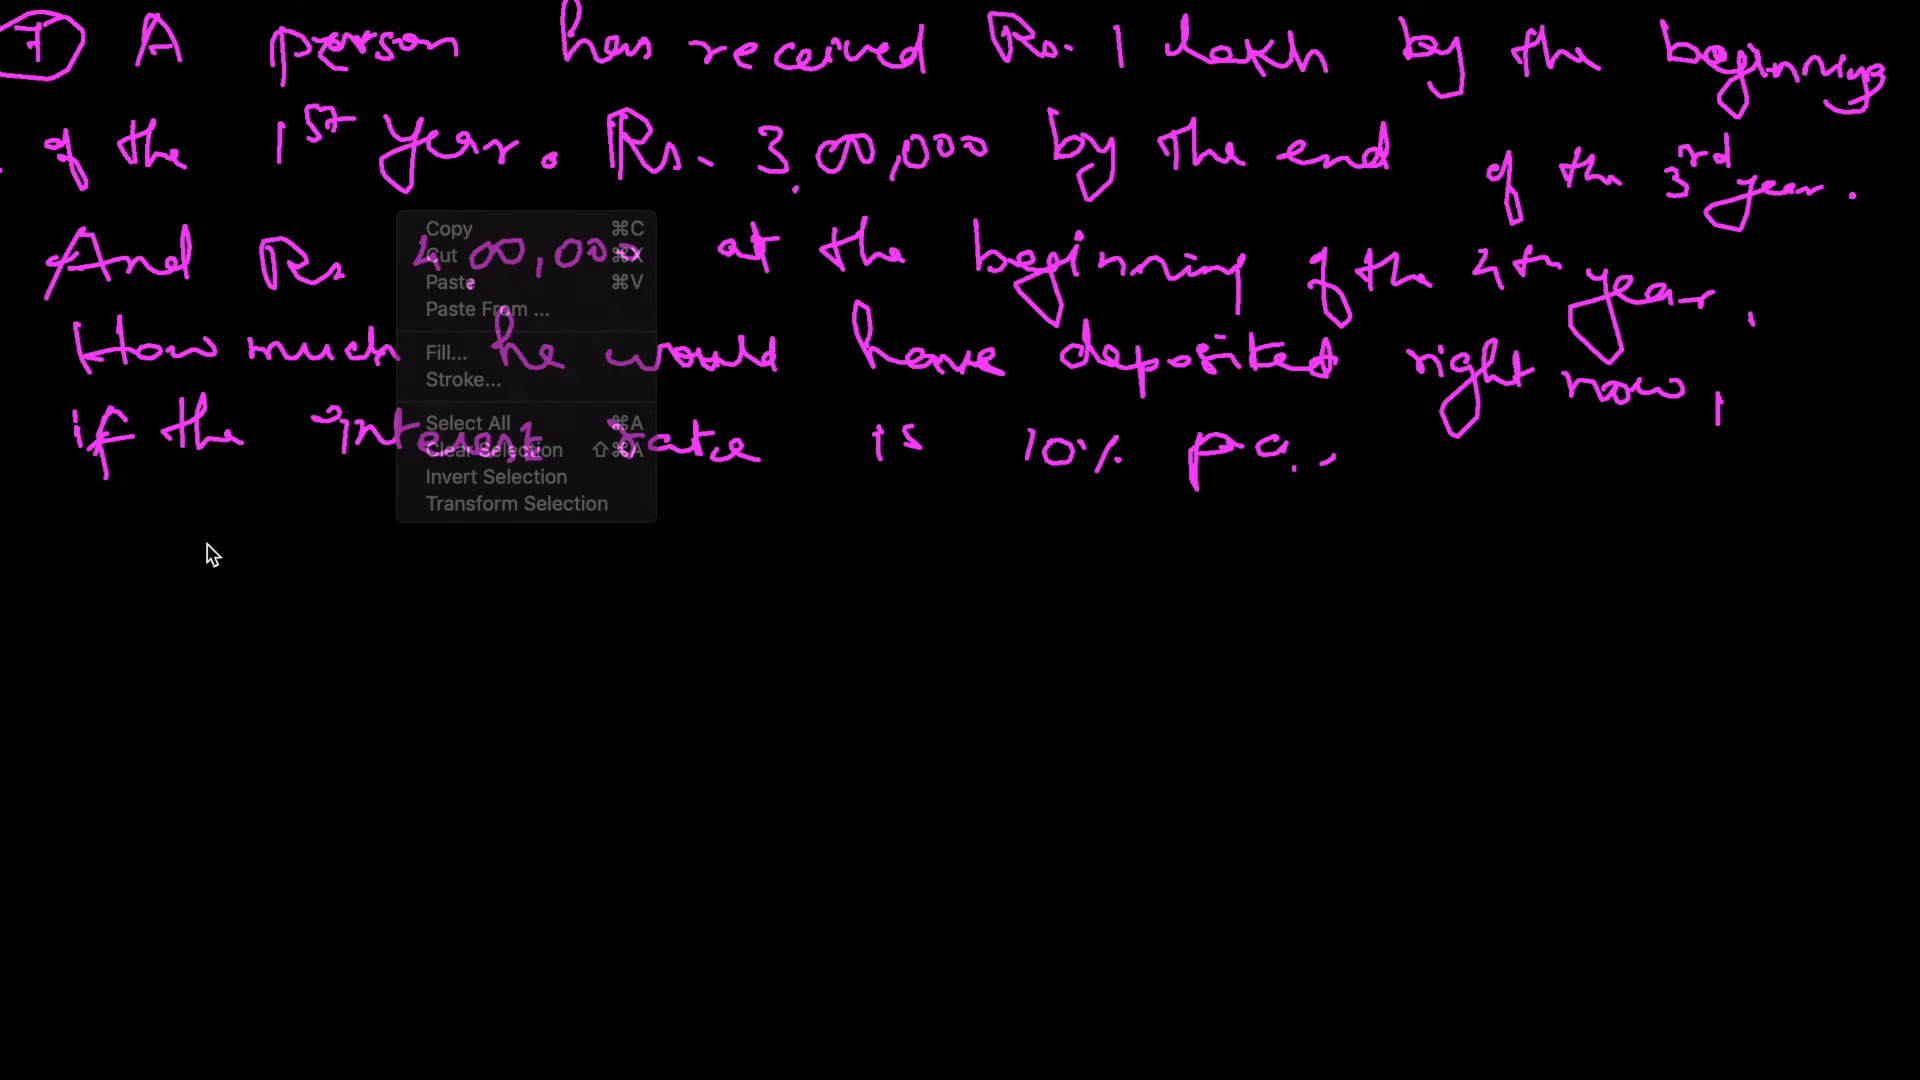 7 A person has received Rs. 1 lakh by the beginning
of the 1st year. Rs. 3,00,000 by the end of the 3rd year.
And Rs 4,00,000 at the beginning of the 4th year.
How much he would have deposited right now,
if the interest rate is 10% p.a.,
Copy ⌘C
Cut ⌘X
Paste ⌘V
Paste From ...
Fill...
Stroke...
Select All ⌘A
Clear Selection ⇧⌘A
Invert Selection
Transform Selection